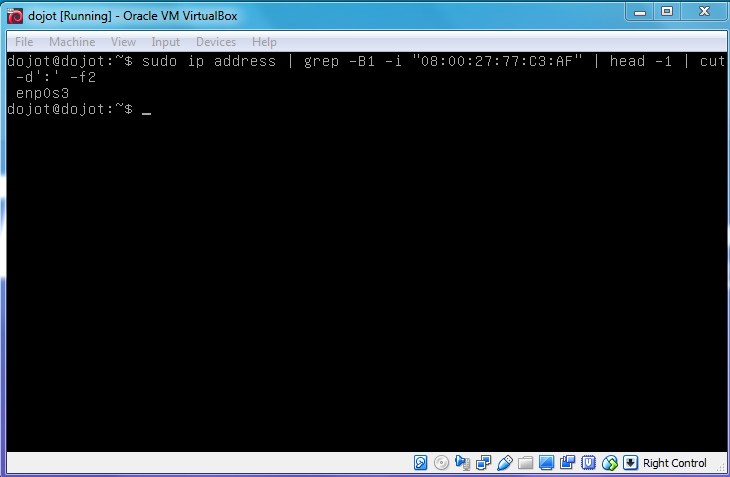 dojot [Running] - Oracle VM VirtualBox
File Machine View Input Devices Help
dojot@dojot:~$ sudo ip address | grep -B1 -i "08:00:27:77:C3:AF" | head -1 | cut
 -d':' -f2
 enp0s3
dojot@dojot:~$ _
Right Control